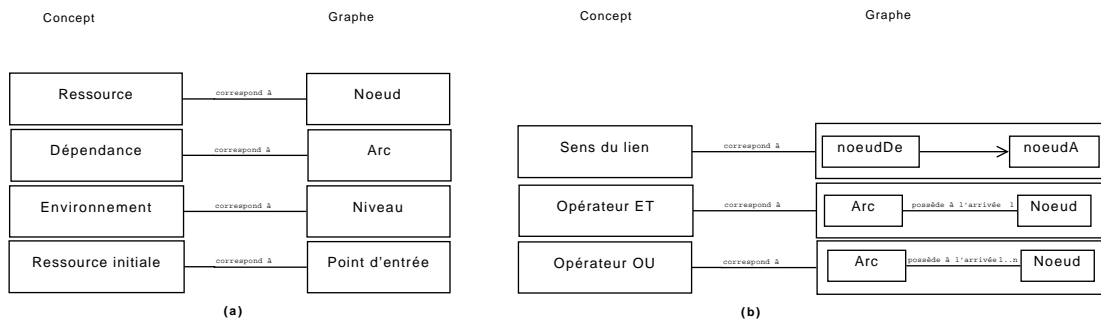 Concept
Graphe
Ressource
correspond à
Noeud
Dépendance
correspond à
Arc
Environnement
correspond à
Niveau
Ressource initiale
correspond à
Point d'entrée
(a)
Concept
Graphe
Sens du lien
correspond à
noeudDe
noeudA
Opérateur ET
correspond à
Arc
possède à l'arrivée 1
Noeud
Opérateur OU
correspond à
Arc
possède à l'arrivée 1..n
Noeud
(b)